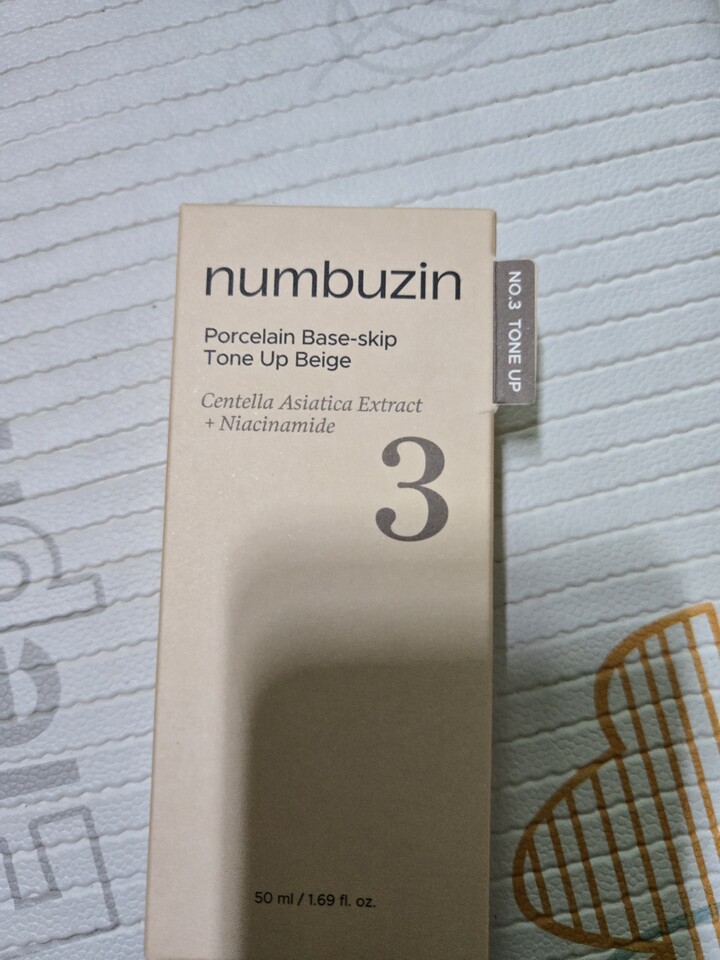 numbuzin
NO.3 TONE UP
Porcelain Base-skip
Tone Up Beige
Centella Asiatica Extract
+ Niacinamide
3
50 ml / 1.69 fl. oz.